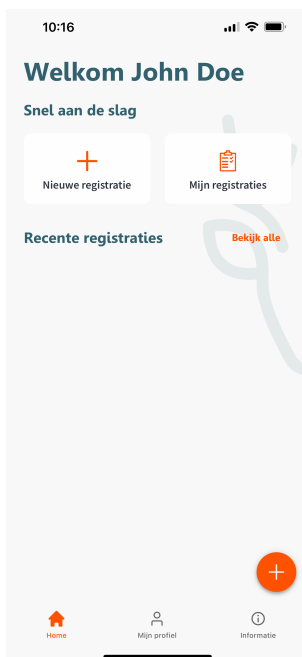 10:16
Welkom John Doe
Snel aan de slag
Nieuwe registratie
Mijn registraties
Recente registraties
Bekijk alle
Home
Mijn profiel
Informatie